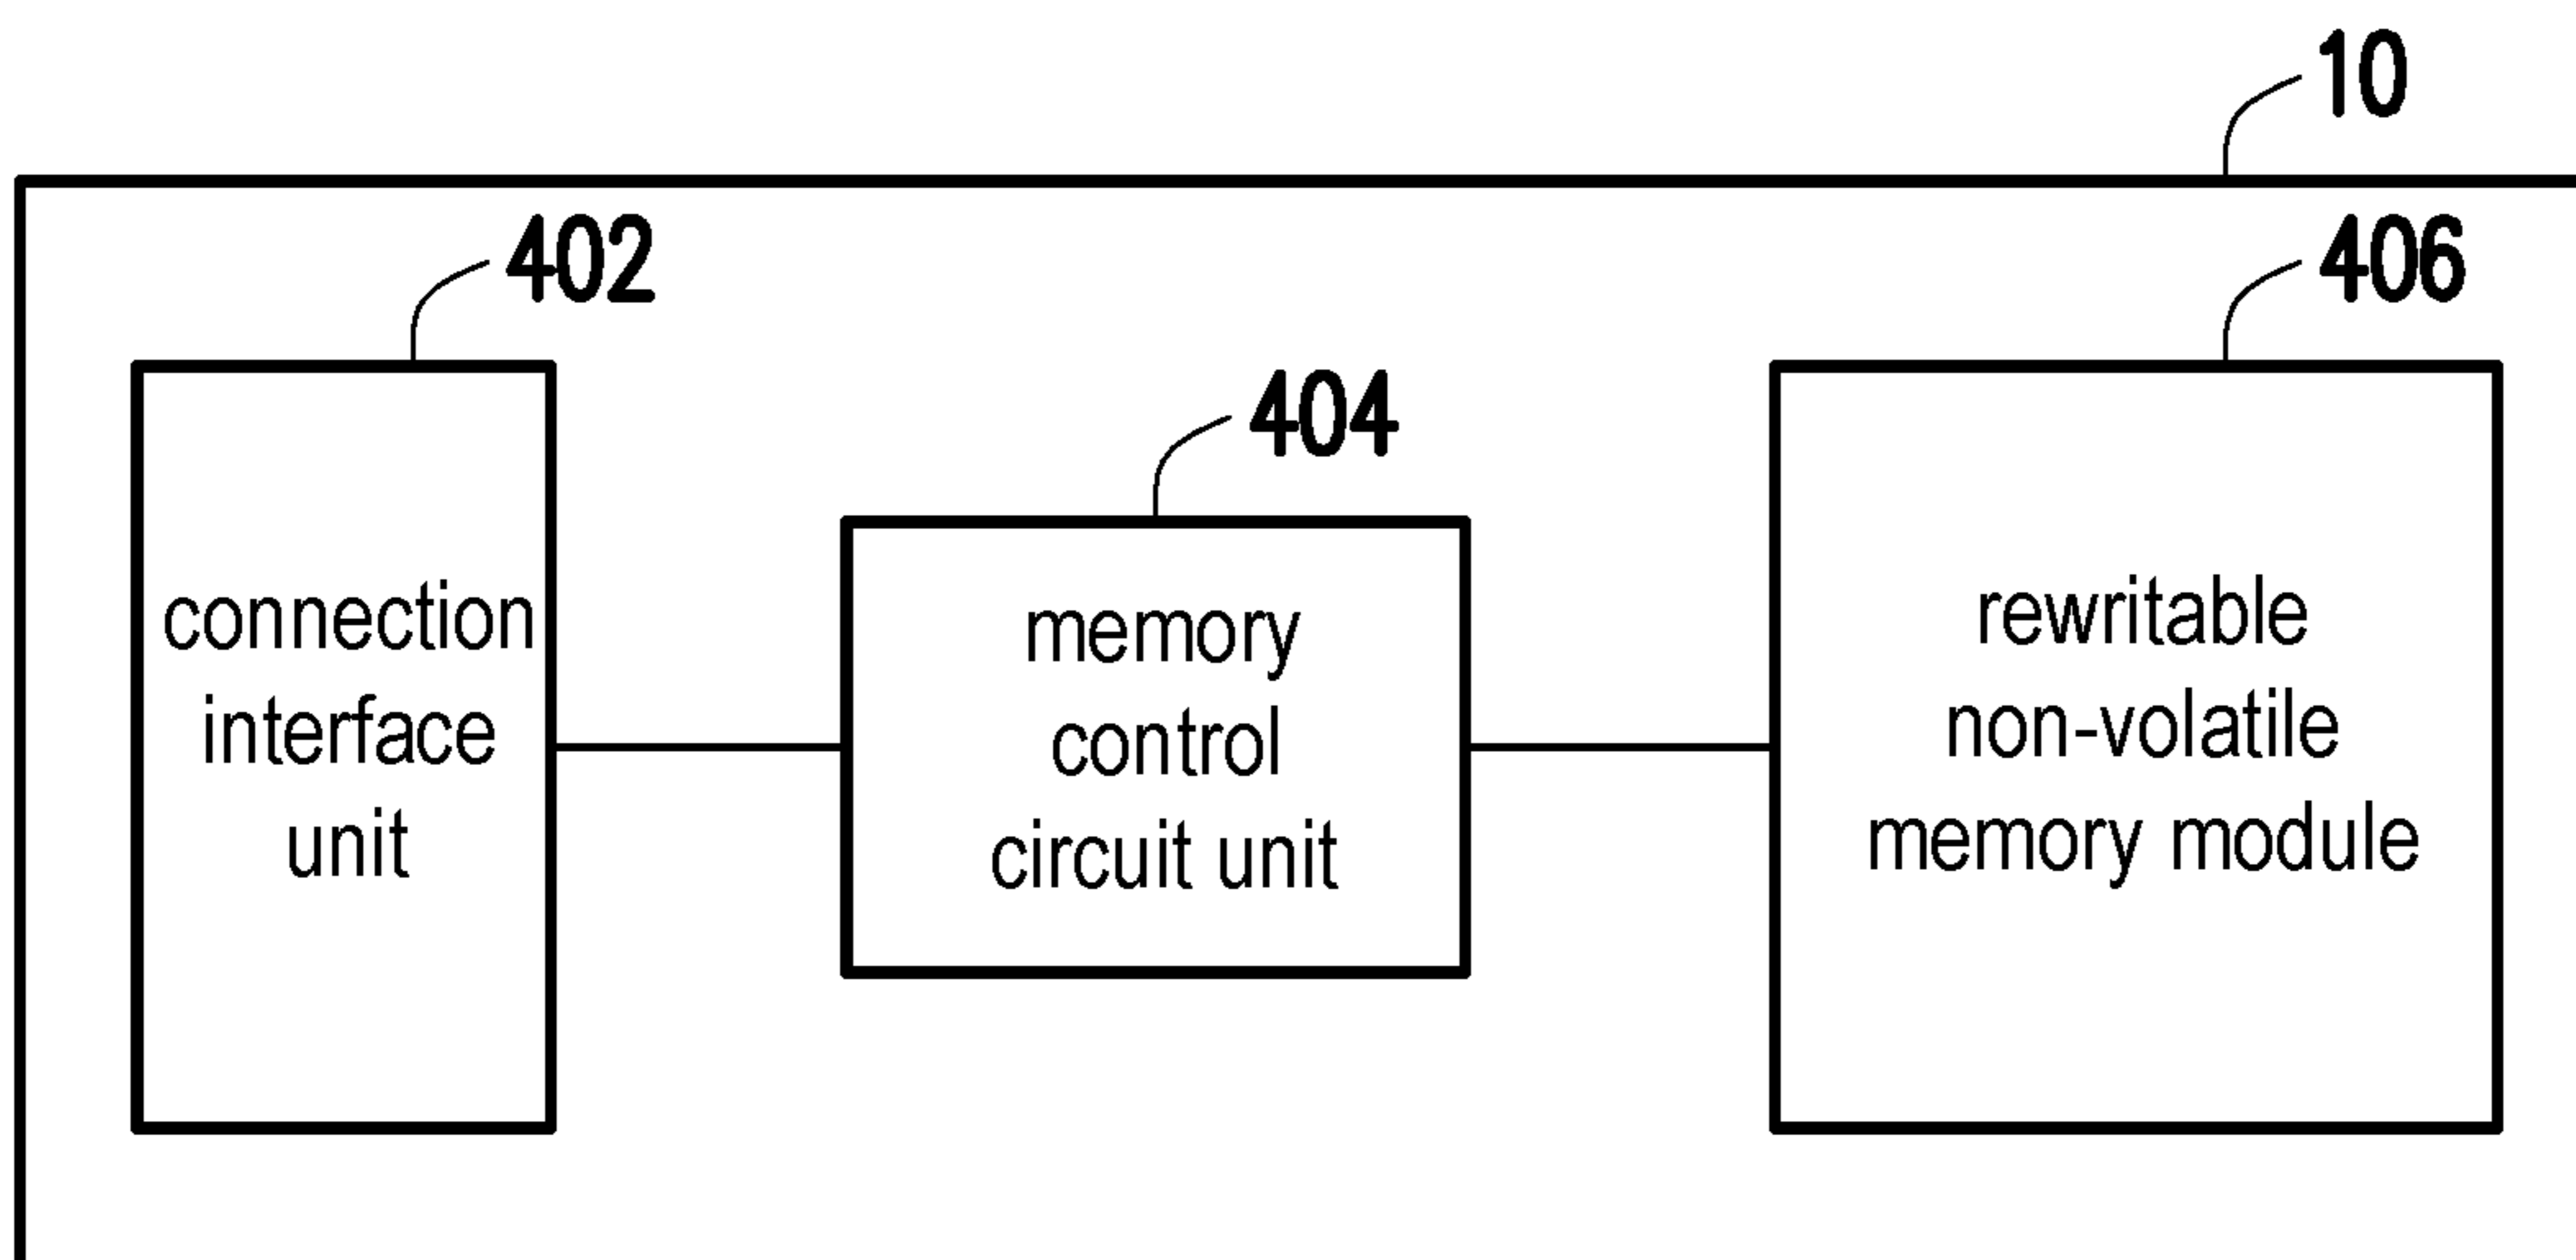 10
402
406
404
connection
interface
unit
memory
control
circuit unit
rewritable
non-volatile
memory module